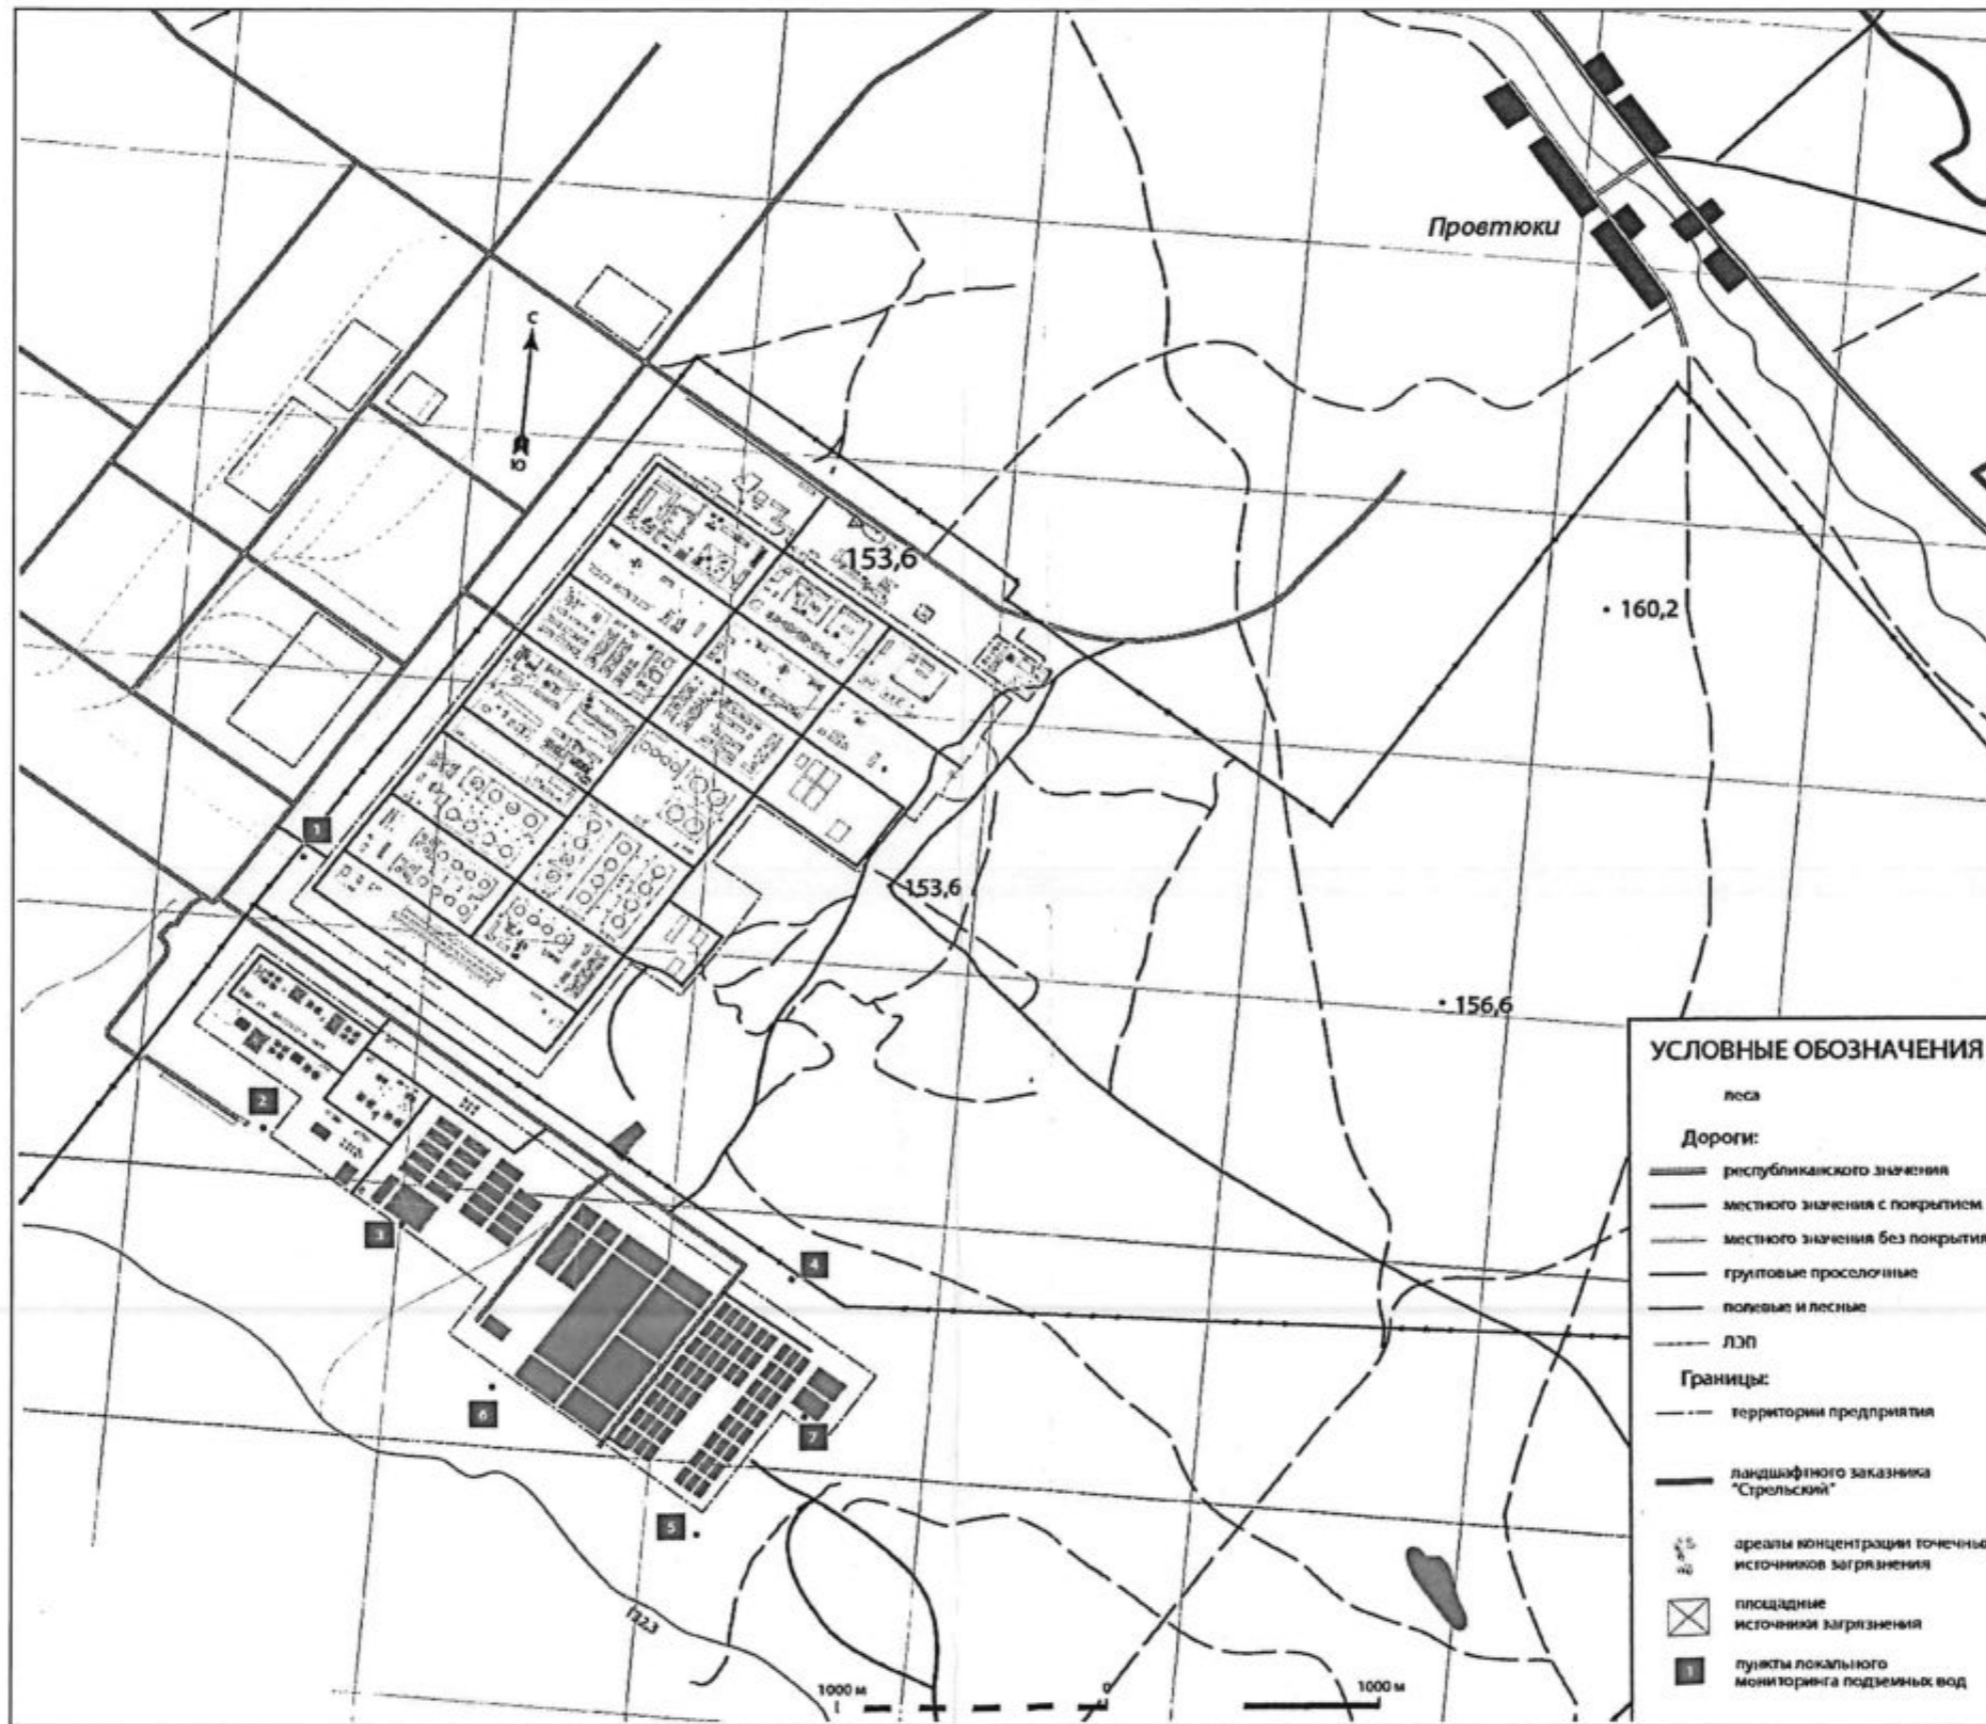 Провтюки
С
Ю
153,6
160,2
1
153,6
156,6
2
3
4
6
7
5
1000 м
0
1000 м
УСЛОВНЫЕ ОБОЗНАЧЕНИЯ
леса
Дороги:
республиканского значения
местного значения с покрытием
местного значения без покрытия
грунтовые проселочные
полевые и лесные
ЛЭП
Границы:
территории предприятия
ландшафтного заказника
"Стрельский"
ареалы концентрации точечны
источников загрязнения
площадные
источники загрязнения
1
пункты локального
мониторинга подземных вод